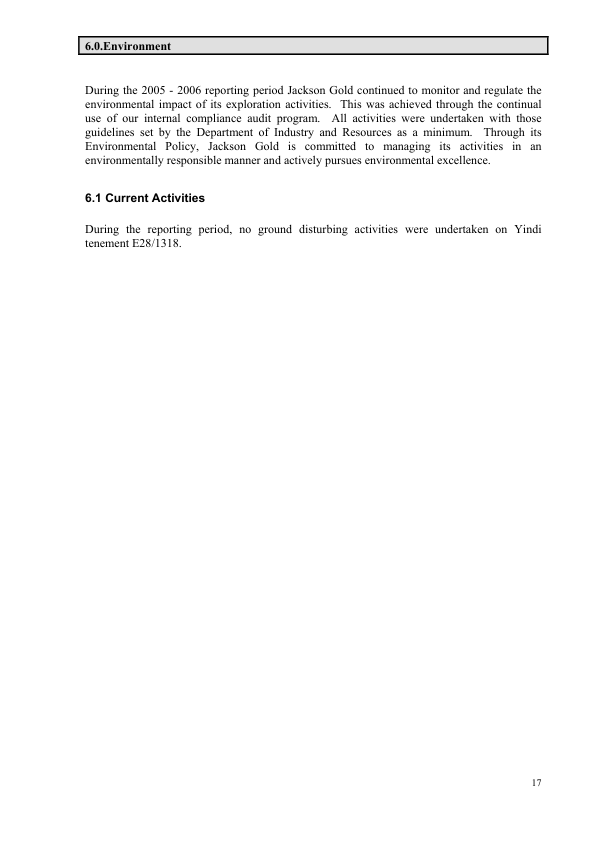 6.0.Environment
During the 2005 - 2006 reporting period Jackson Gold continued to monitor and regulate the
environmental impact of its exploration activities.  This was achieved through the continual
use of our internal compliance audit program.  All activities were undertaken with those
guidelines set by the Department of Industry and Resources as a minimum.  Through its
Environmental Policy, Jackson Gold is committed to managing its activities in an
environmentally responsible manner and actively pursues environmental excellence.
6.1 Current Activities
During the reporting period, no ground disturbing activities were undertaken on Yindi
tenement E28/1318.
17